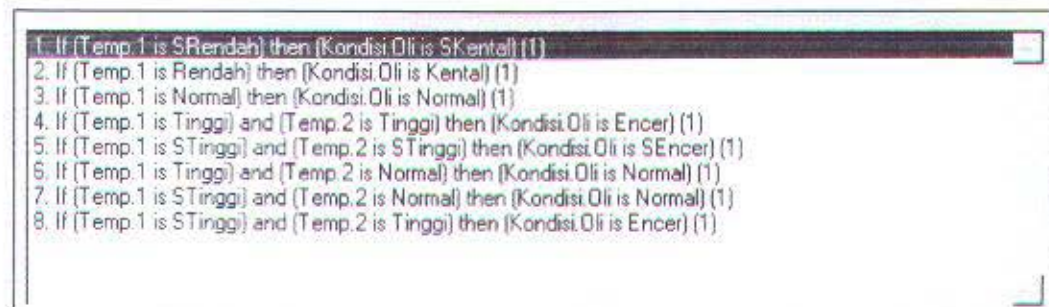 1. If (Temp.1 is SRendah) then (Kondisi.Oli is SKental) (1)
2. If (Temp.1 is Rendah) then (Kondisi.Oli is Kental) (1)
3. If (Temp.1 is Normal) then (Kondisi.Oli is Normal) (1)
4. If (Temp.1 is Tinggi) and (Temp.2 is Tinggi) then (Kondisi.Oli is Encer) (1)
5. If (Temp.1 is STinggi) and (Temp.2 is STinggi) then (Kondisi.Oli is SEncer) (1)
6. If (Temp.1 is Tinggi) and (Temp.2 is Normal) then (Kondisi.Oli is Normal) (1)
7. If (Temp.1 is STinggi) and (Temp.2 is Normal) then (Kondisi.Oli is Normal) (1)
8. If (Temp.1 is STinggi) and (Temp.2 is Tinggi) then (Kondisi.Oli is Encer) (1)